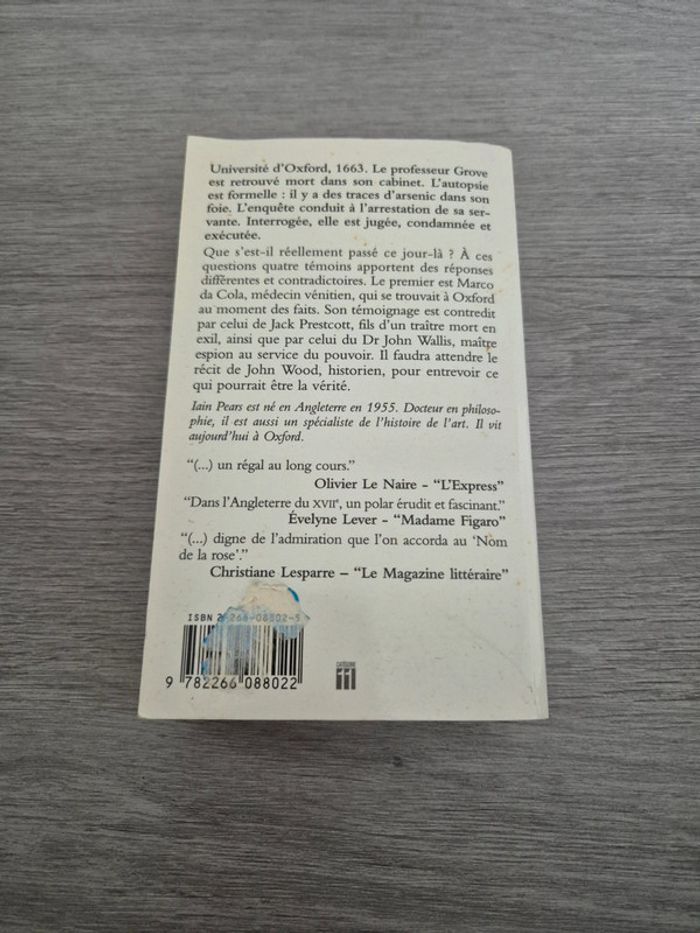 Université d'Oxford, 1663. Le professeur Grove
est retrouvé mort dans son cabinet. L'autopsie
est formelle : il y a des traces d'arsenic dans son
foie. L'enquête conduit à l'arrestation de sa ser-
vante. Interrogée, elle est jugée, condamnée et
exécutée.
Que s'est-il réellement passé ce jour-là ? À ces
questions quatre témoins apportent des réponses
différentes et contradictoires. Le premier est Marco
da Cola, médecin vénitien, qui se trouvait à Oxford
au moment des faits. Son témoignage est contredit
par celui de Jack Prestcott, fils d'un traître mort en
exil, ainsi que par celui du Dr John Wallis, maître
espion au service du pouvoir. Il faudra attendre le
récit de John Wood, historien, pour entrevoir ce
qui pourrait être la vérité.
Iain Pears est né en Angleterre en 1955. Docteur en philoso-
phie, il est aussi un spécialiste de l'histoire de l'art. Il vit
aujourd'hui à Oxford.
“(...) un régal au long cours.”
Olivier Le Naire - “L'Express”
“Dans l'Angleterre du XVIIe, un polar érudit et fascinant.”
Évelyne Lever - “Madame Figaro”
“(...) digne de l'admiration que l'on accorda au ‘Nom
de la rose’.”
Christiane Lesparre – “Le Magazine littéraire”
ISBN 2-266-08802-5
9 782266 088022
CATÉGORIE
11